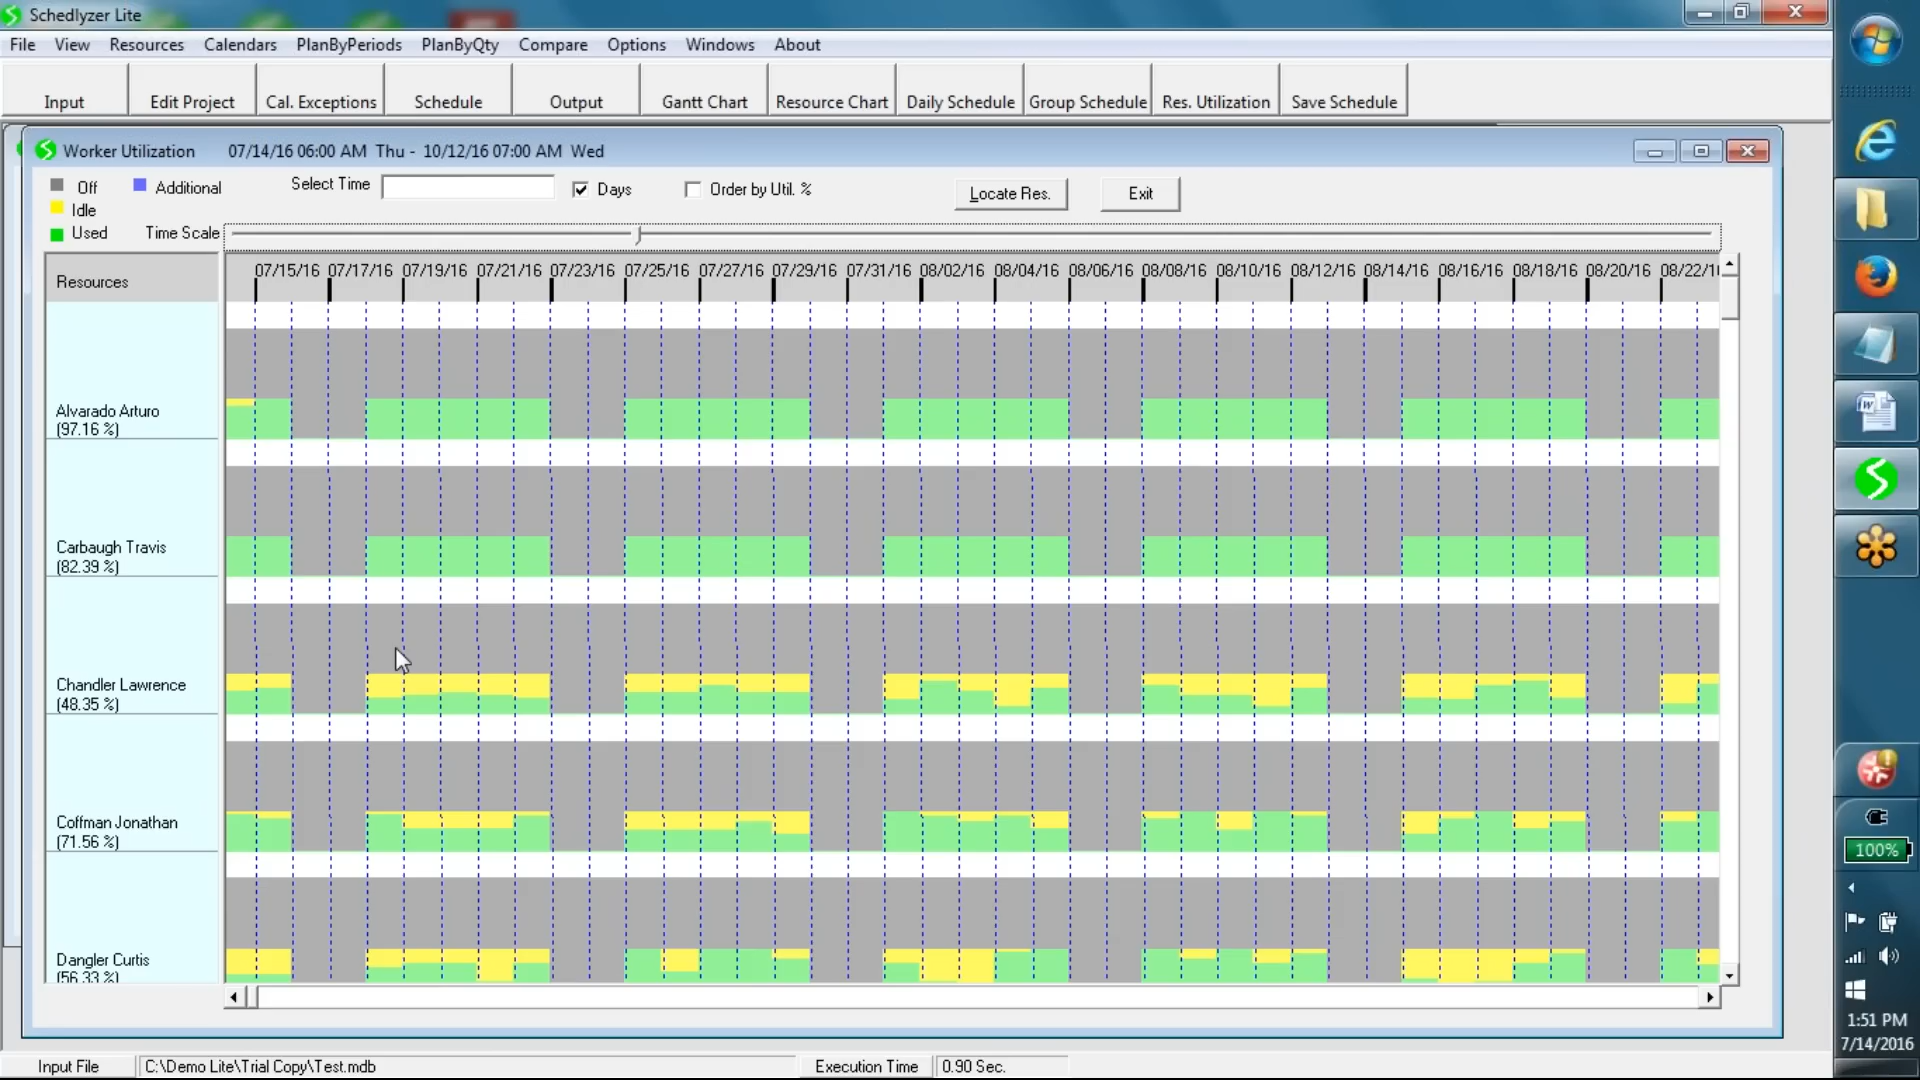 Schedlyzer Lite
File View Resources Calendars PlanByPeriods PlanByQty Compare Options Windows About
Input Edit Project Cal. Exceptions Schedule Output Gantt Chart Resource Chart Daily Schedule Group Schedule Res. Utilization Save Schedule
Worker Utilization 07/14/16 06:00 AM Thu - 10/12/16 07:00 AM Wed
Off Additional Select Time Days Order by Util. % Locate Res. Exit
Idle
Used Time Scale
Resources 07/15/16 07/17/16 07/19/16 07/21/16 07/23/16 07/25/16 07/27/16 07/29/16 07/31/16 08/02/16 08/04/16 08/06/16 08/08/16 08/10/16 08/12/16 08/14/16 08/16/16 08/18/16 08/20/16 08/22/1
Alvarado Arturo
(97.16 %)
Carbaugh Travis
(82.39 %)
Chandler Lawrence
(48.35 %)
Coffman Jonathan
(71.56 %)
Dangler Curtis
(56.33 %)
100%
1:51 PM
7/14/2016
Input File C:\Demo Lite\Trial Copy\Test.mdb Execution Time 0.90 Sec.